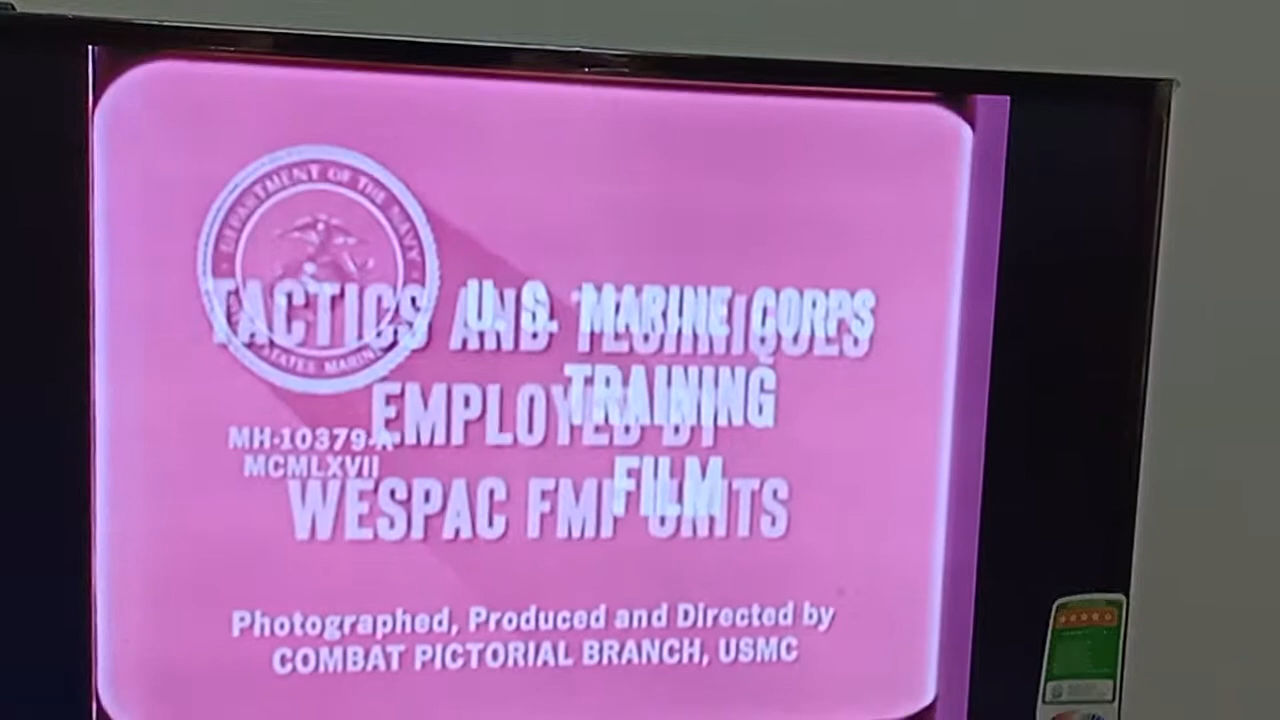 DEPARTMENT OF THE NAVY
STATES MARINE
U.S. MARINE CORPS
TRAINING
FILM
MH-10379-A
MCMLXVII
TACTICS AND TECHNIQUES
EMPLOYED BY
WESPAC FMF UNITS
Photographed, Produced and Directed by
COMBAT PICTORIAL BRANCH, USMC